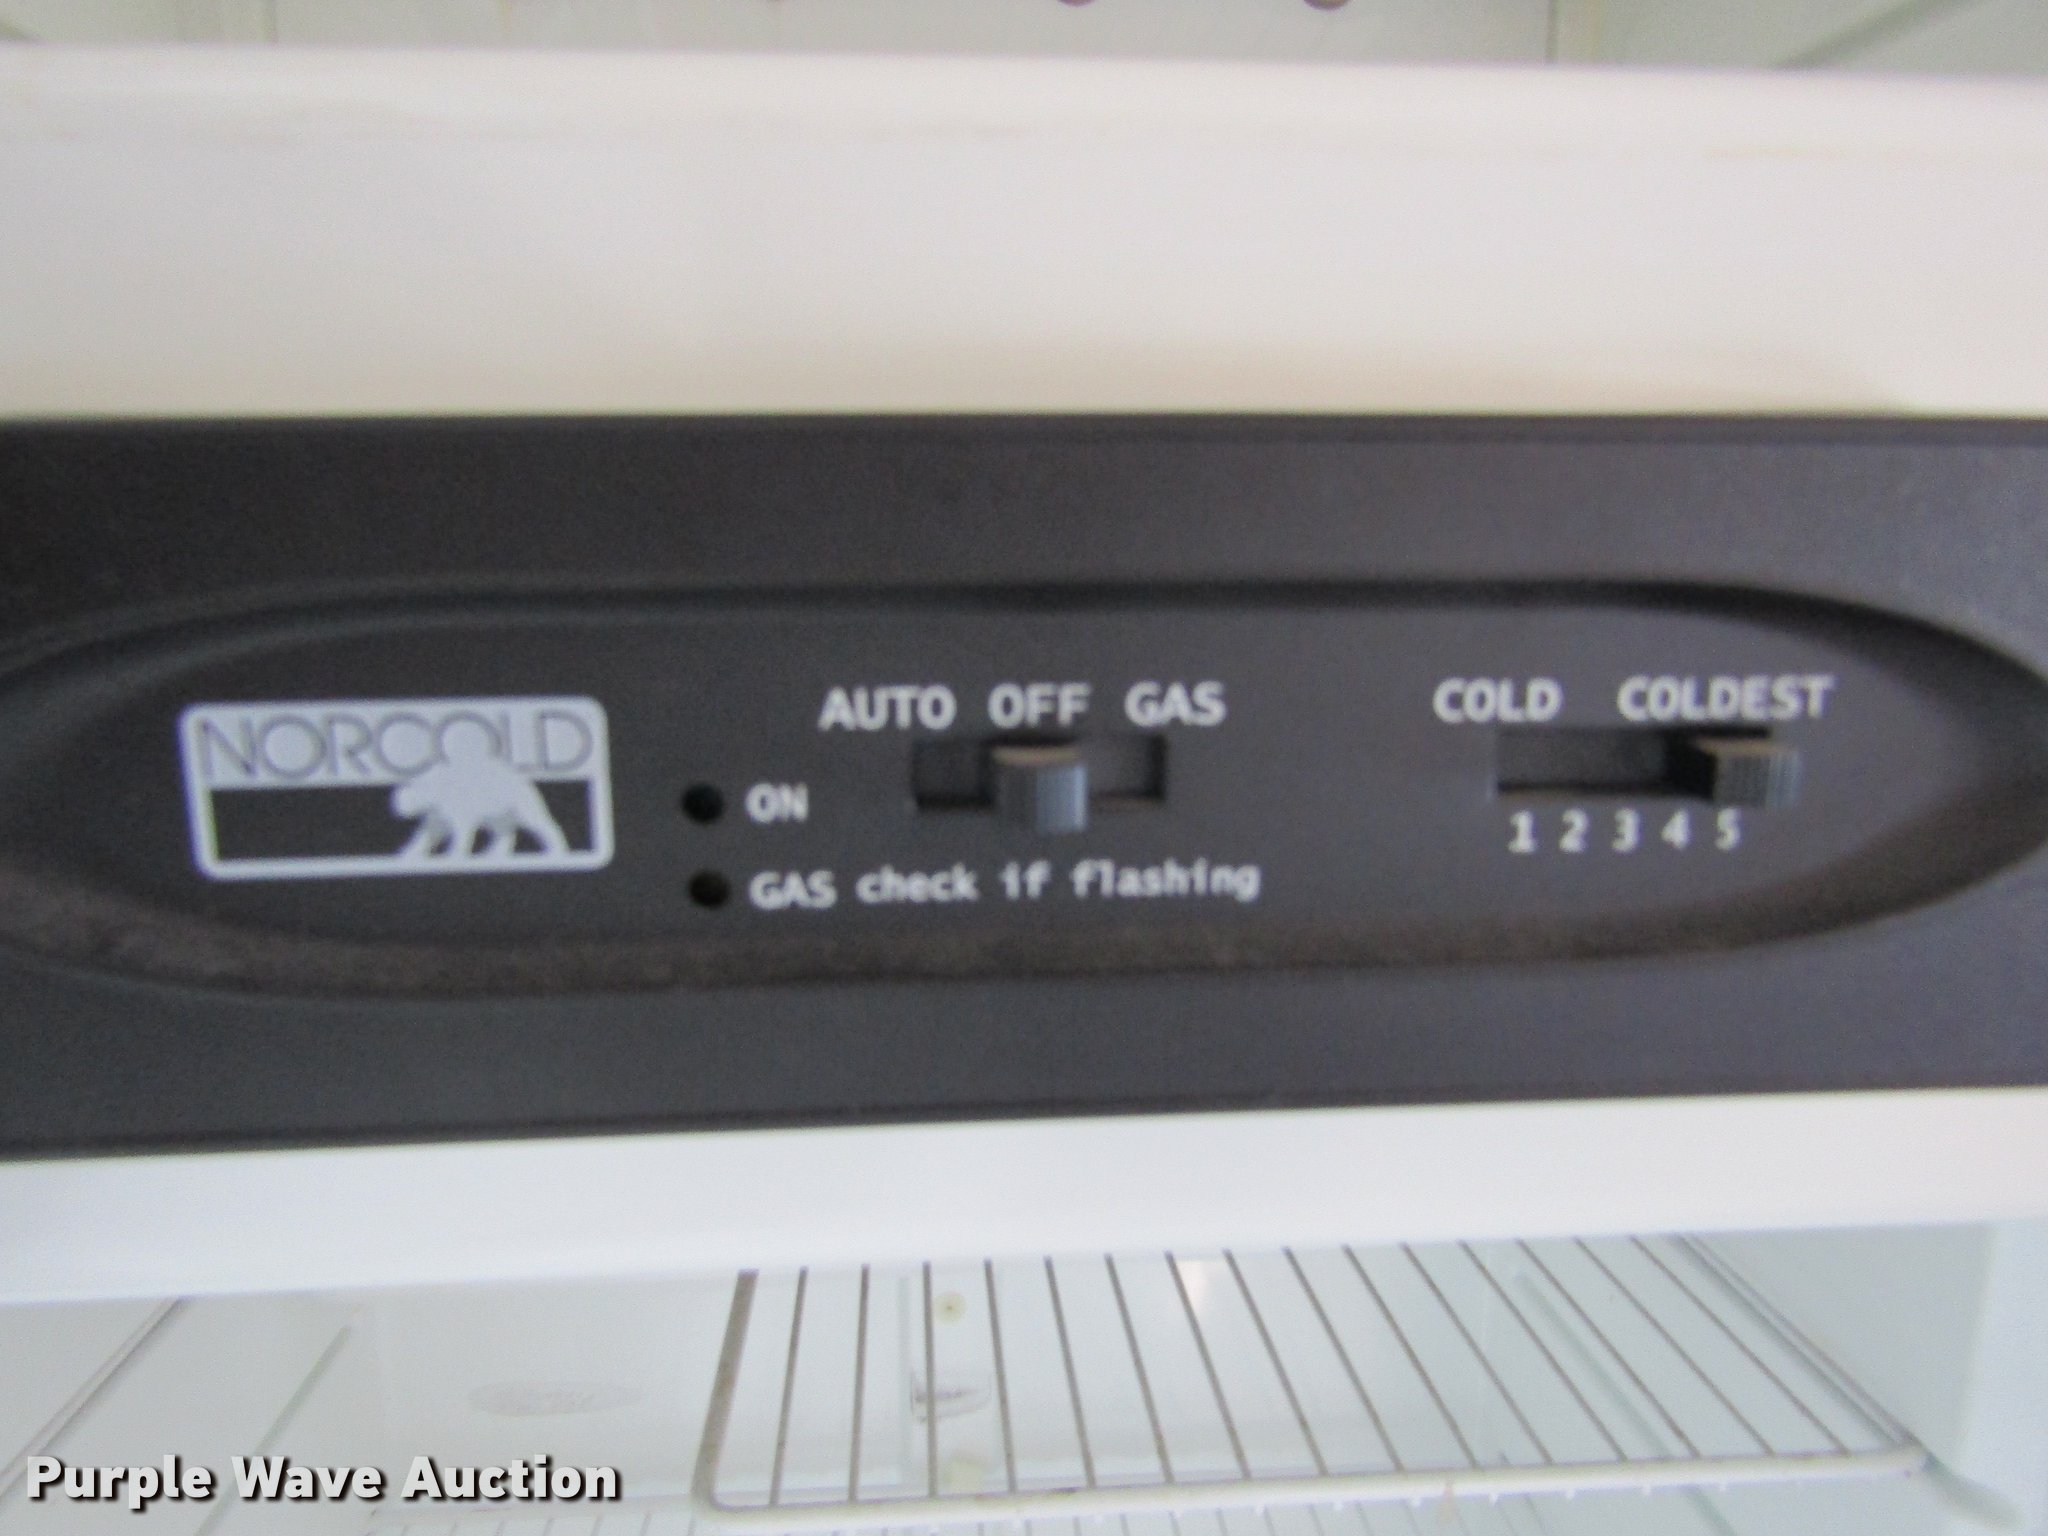 NORCOLD
AUTO OFF GAS
COLD COLDEST
ON
1 2 3 4 5
GAS check if flashing
Purple Wave Auction